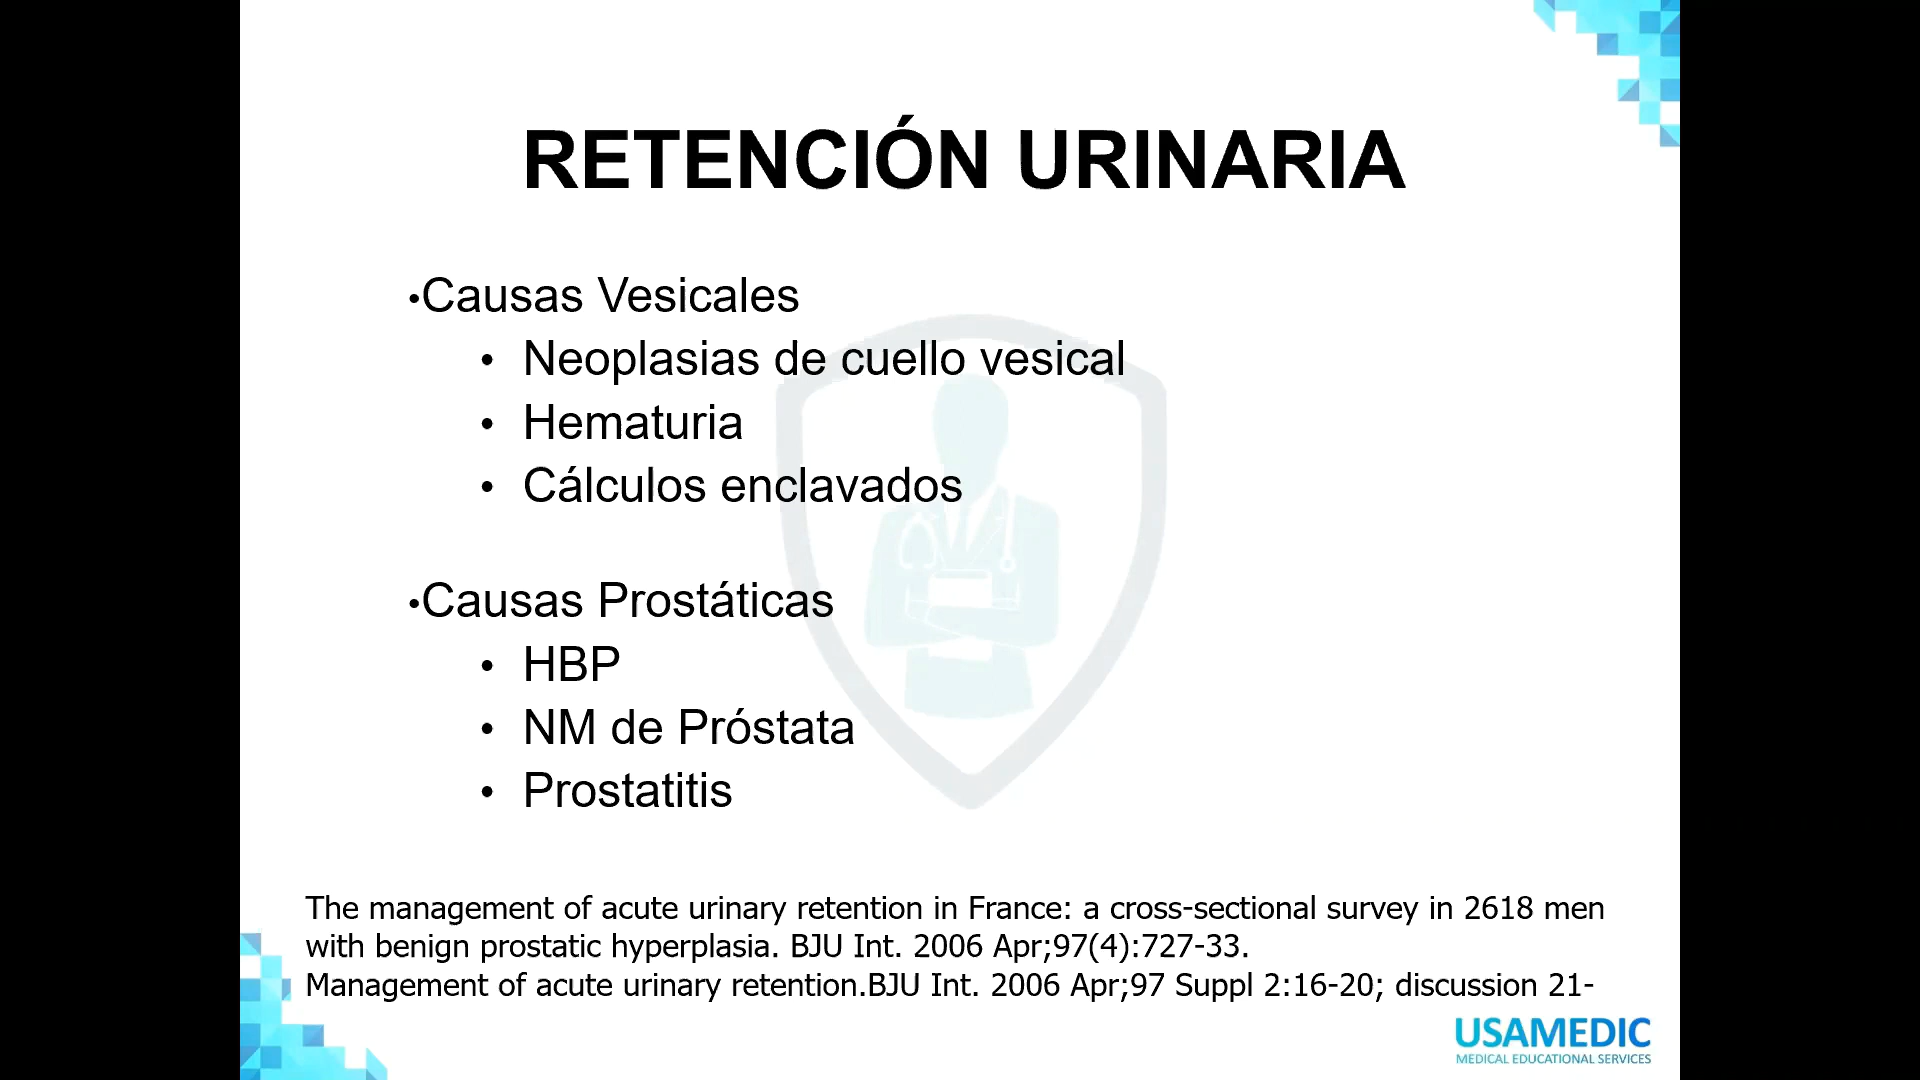 RETENCIÓN URINARIA
•Causas Vesicales
• Neoplasias de cuello vesical
• Hematuria
• Cálculos enclavados
•Causas Prostáticas
• HBP
• NM de Próstata
• Prostatitis
The management of acute urinary retention in France: a cross-sectional survey in 2618 men
with benign prostatic hyperplasia. BJU Int. 2006 Apr;97(4):727-33.
Management of acute urinary retention.BJU Int. 2006 Apr;97 Suppl 2:16-20; discussion 21-
USAMEDIC
MEDICAL EDUCATIONAL SERVICES